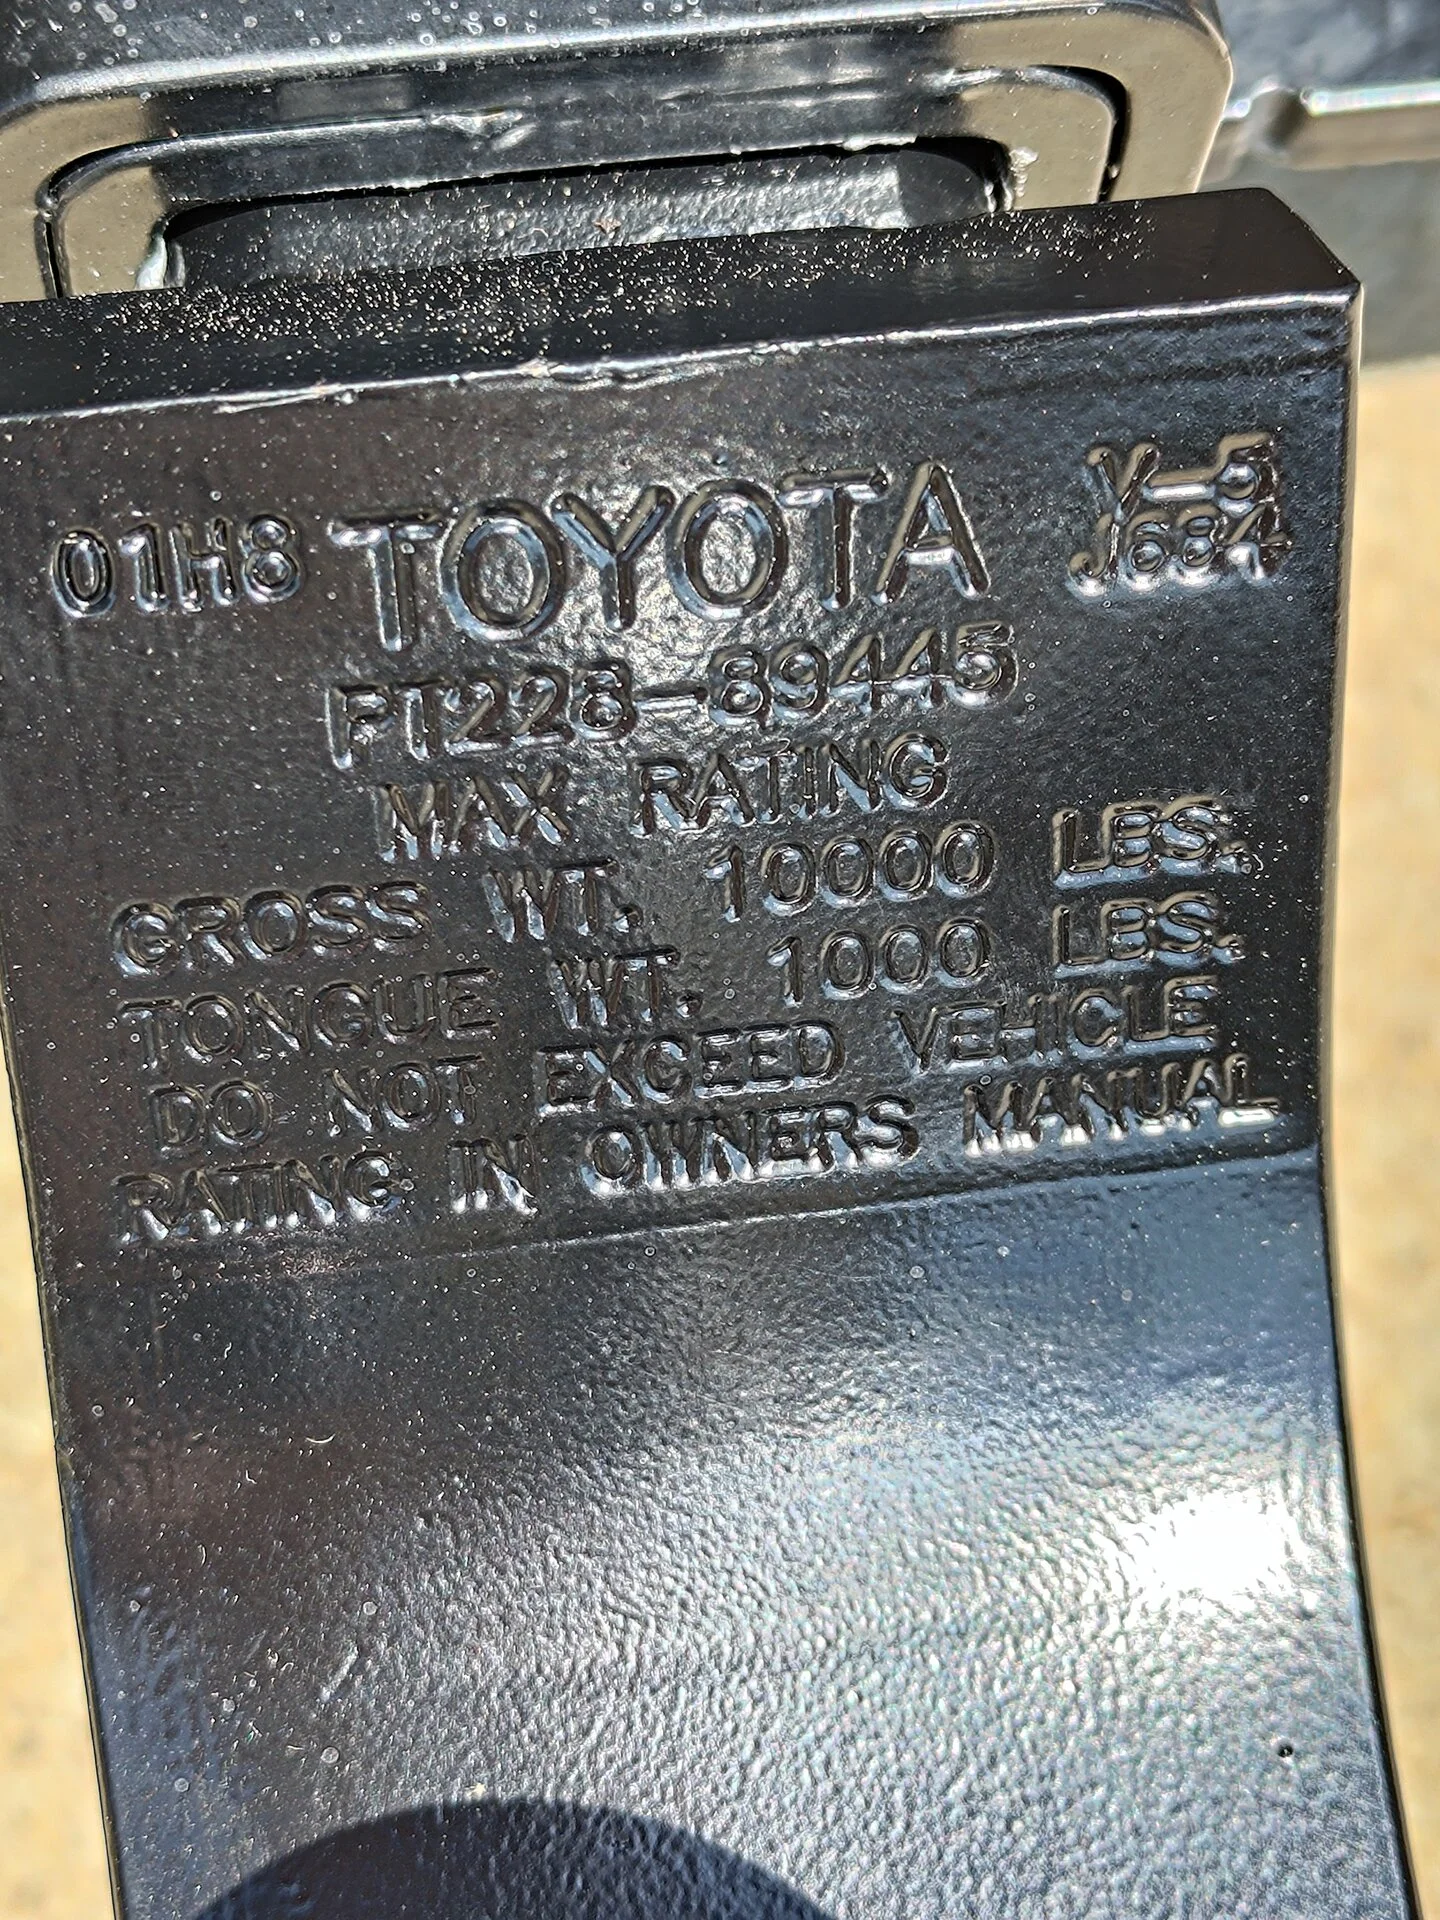 01H8 TOYOTA V-5
J684
PT228-89445
MAX RATING
GROSS WT. 10000 LBS.
TONGUE WT. 1000 LBS.
DO NOT EXCEED VEHICLE
RATING IN OWNERS MANUAL